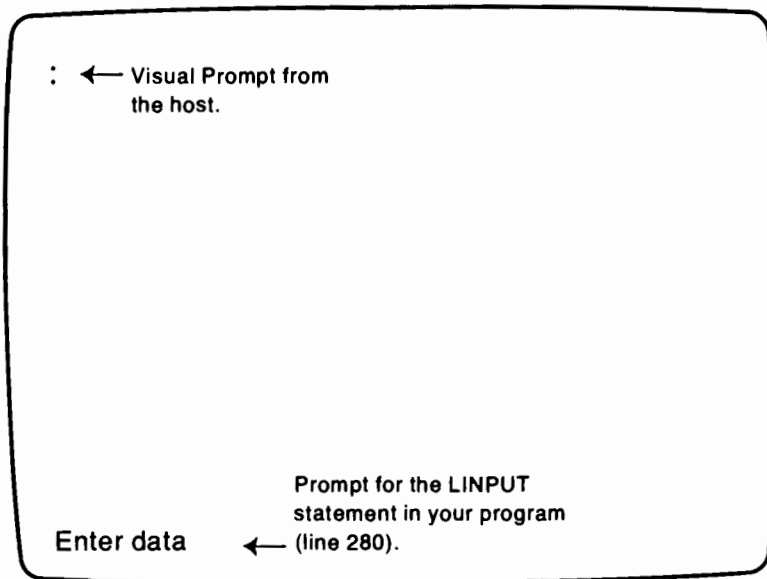 : ← Visual Prompt from
the host.
Prompt for the LINPUT
statement in your program
Enter data ← (line 280).